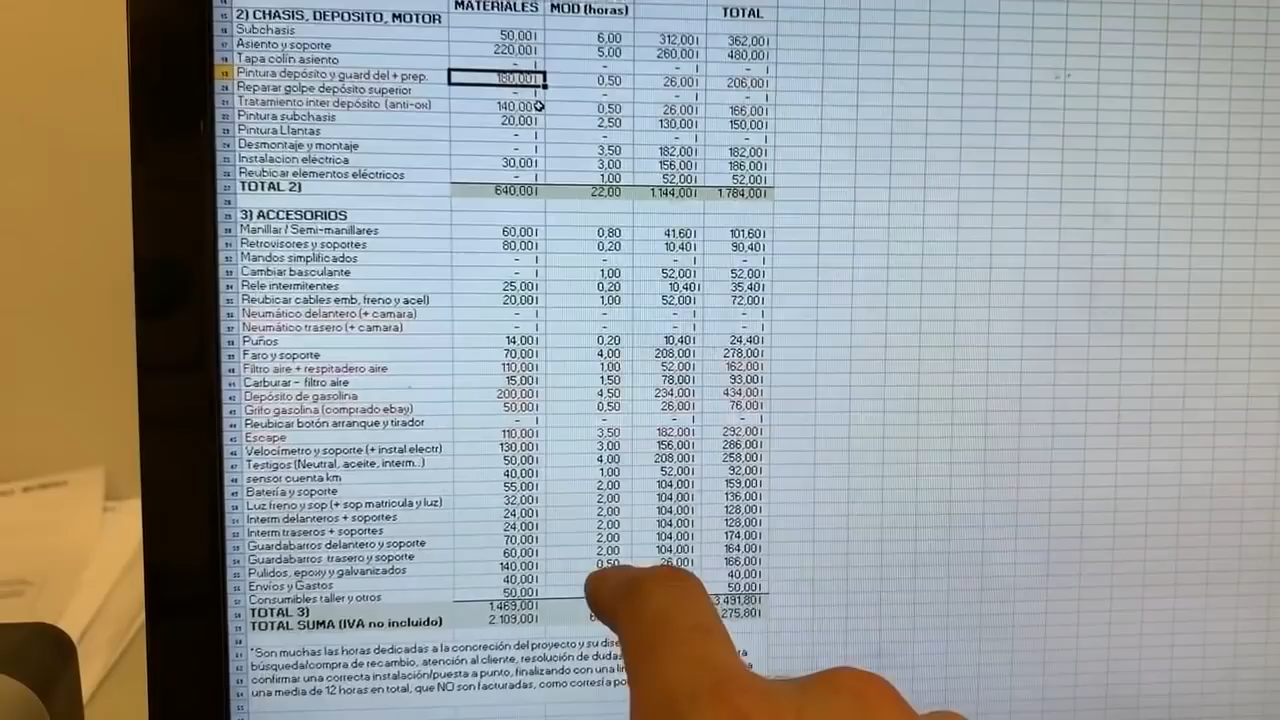 MATERIALES MOD (horas) TOTAL
2) CHASIS, DEPOSITO, MOTOR
Subchasis 50,00 I 6,00 312,00 I 362,00 I
Asiento y soporte 220,00 I 5,00 260,00 I 480,00 I
Tapa colín asiento - I - - I - I
Pintura depósito y guard del + prep. 180,00 I 0,50 26,00 I 206,00 I
Reparar golpe depósito superior - I - - I - I
Tratamiento inter depósito (anti-ox) 140,00 0,50 26,00 I 166,00 I
Pintura subchasis 20,00 I 2,50 130,00 I 150,00 I
Pintura Llantas - I - - I - I
Desmontaje y montaje - I 3,50 182,00 I 182,00 I
Instalacion eléctrica 30,00 I 3,00 156,00 I 186,00 I
Reubicar elementos eléctricos - I 1,00 52,00 I 52,00 I
TOTAL 2) 640,00 I 22,00 1.144,00 I 1.784,00 I
3) ACCESORIOS
Manillar / Semi-manillares 60,00 I 0,80 41,60 I 101,60 I
Retrovisores y soportes 80,00 I 0,20 10,40 I 90,40 I
Mandos simplificados - I - - I - I
Cambiar basculante - I 1,00 52,00 I 52,00 I
Rele intermitentes 25,00 I 0,20 10,40 I 35,40 I
Reubicar cables emb, freno y acel) 20,00 I 1,00 52,00 I 72,00 I
Neumático delantero (+ camara) - I - - I - I
Neumático trasero (+ camara) - I - - I - I
Puños 14,00 I 0,20 10,40 I 24,40 I
Faro y soporte 70,00 I 4,00 208,00 I 278,00 I
Filtro aire + respitadero aire 110,00 I 1,00 52,00 I 162,00 I
Carburar - filtro aire 15,00 I 1,50 78,00 I 93,00 I
Depósito de gasolina 200,00 I 4,50 234,00 I 434,00 I
Grifo gasolina (comprado ebay) 50,00 I 0,50 26,00 I 76,00 I
Reubicar botón arranque y tirador - I - - I - I
Escape 110,00 I 3,50 182,00 I 292,00 I
Velocímetro y soporte (+ instal electr) 130,00 I 3,00 156,00 I 286,00 I
Testigos (Neutral, aceite, interm..) 50,00 I 4,00 208,00 I 258,00 I
sensor cuenta km 40,00 I 1,00 52,00 I 92,00 I
Batería y soporte 55,00 I 2,00 104,00 I 159,00 I
Luz freno y sop (+ sop matricula y luz) 32,00 I 2,00 104,00 I 136,00 I
Interm delanteros + soportes 24,00 I 2,00 104,00 I 128,00 I
Interm traseros + soportes 24,00 I 2,00 104,00 I 128,00 I
Guardabarros delantero y soporte 70,00 I 2,00 104,00 I 174,00 I
Guardabarros trasero y soporte 60,00 I 2,00 104,00 I 164,00 I
Pulidos, epoxy y galvanizados 140,00 I 0,50 26,00 I 166,00 I
Envíos y Gastos 40,00 I 40,00 I
Consumibles taller y otros 50,00 I 50,00 I
TOTAL 3) 1.469,00 I 3.491,80 I
TOTAL SUMA (IVA no incluido) 2.109,00 I 275,80 I
*Son muchas las horas dedicadas a la concreción del proyecto y su
búsqueda/compra de recambio, atención al cliente, resolución de dudas
confirmar una correcta instalación/puesta a punto, finalizando con una
una media de 12 horas en total, que NO son facturadas, como cortesía